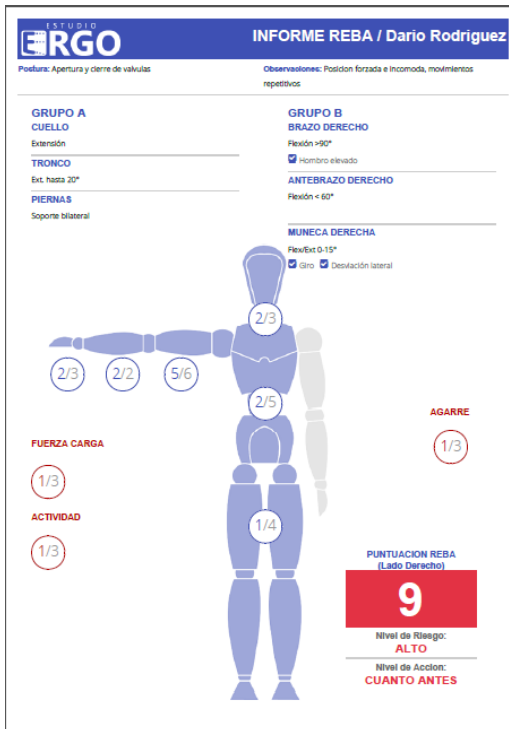 ESTUDIO
ERGO
INFORME REBA / Dario Rodriguez
Postura: Apertura y cierre de valvulas
Observaciones: Posicion forzada e incomoda, movimientos
repetitivos
GRUPO A
CUELLO
Extensión
TRONCO
Ext. hasta 20°
PIERNAS
Soporte bilateral
GRUPO B
BRAZO DERECHO
Flexión >90°
Hombro elevado
ANTEBRAZO DERECHO
Flexión < 60°
MUNECA DERECHA
Flex/Ext 0-15°
Giro Desviación lateral
2/3
2/3 2/2 5/6
2/5
FUERZA CARGA
1/3
ACTIVIDAD
1/3
1/4
AGARRE
1/3
PUNTUACION REBA
(Lado Derecho)
9
Nivel de Riesgo:
ALTO
Nivel de Accion:
CUANTO ANTES